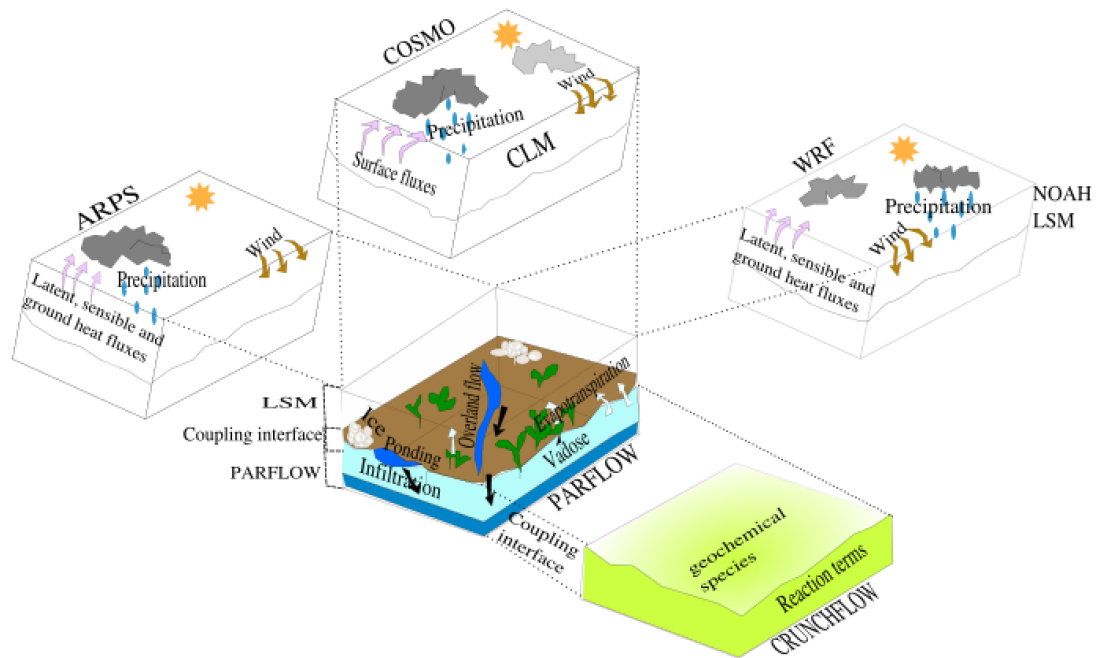 COSMO
Precipitation
Wind
Surface fluxes
CLM
ARPS
Wind
Precipitation
Latent, sensible and
ground heat fluxes
WRF
NOAH
LSM
Precipitation
Wind
Latent, sensible and
ground heat fluxes
LSM
Coupling interface
PARFLOW
Ice
Ponding
Overland flow
Evapotranspiration
Infiltration
Vadose
PARFLOW
Coupling
interface
geochemical
species
Reaction terms
CRUNCHFLOW